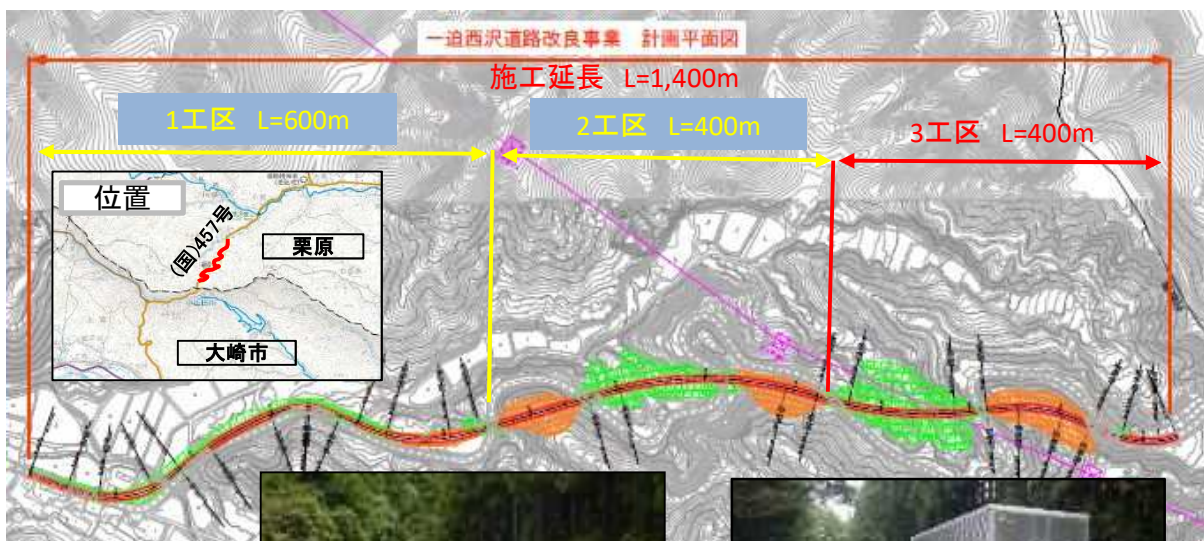 一迫西沢道路改良事業　計画平面図
施工延長　L=1,400m
1工区　L=600m
2工区　L=400m
3工区　L=400m
位置
(国)457号
栗原
大崎市